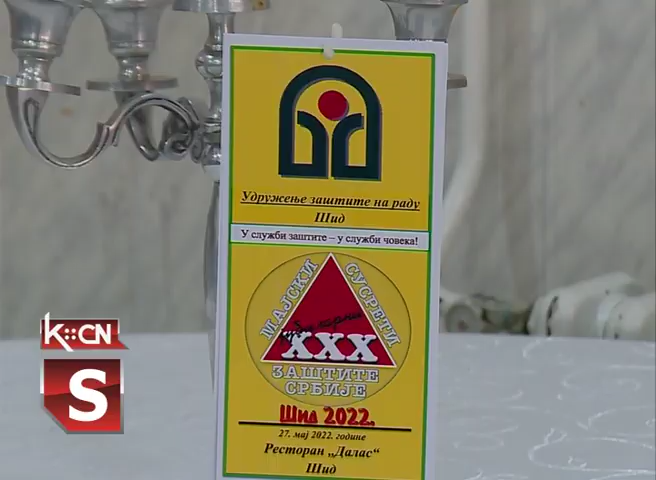 Удружење заштите на раду
Шид
У служби заштите – у служби човека!
МАЈСКИ СУСРЕТИ
XXX
ЗАШТИТЕ
СРБИЈЕ
Шид 2022.
27. мај 2022. године
Ресторан „Далас“
Шид
K::CN
S